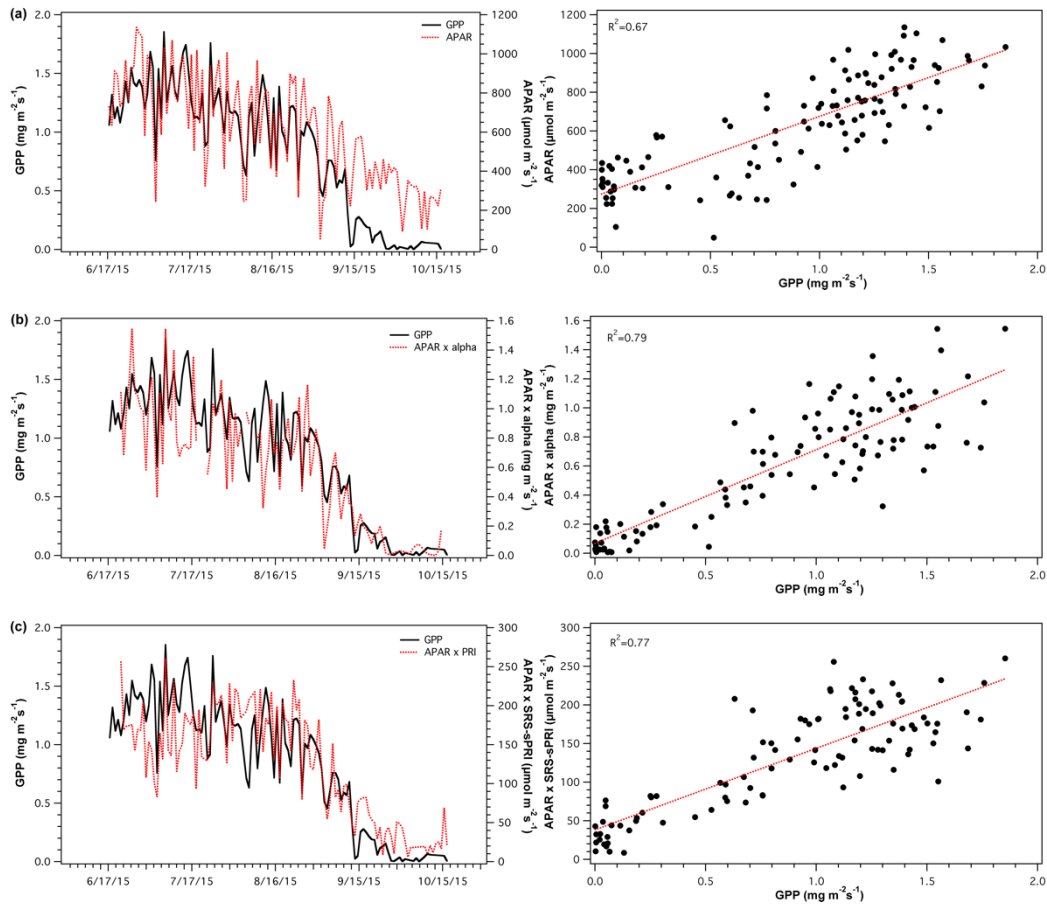 (a)
GPP (mg m⁻²s⁻¹)
2.0
1.5
1.0
0.5
0.0
GPP
APAR
1200
1000
800
600
400
200
0
APAR (µmol m⁻²s⁻¹)
6/17/15 7/17/15 8/16/15 9/15/15 10/15/15
R²=0.67
APAR (µmol m⁻²s⁻¹)
1200
1000
800
600
400
200
0
0.0 0.5 1.0 1.5 2.0
GPP (mg m⁻²s⁻¹)
(b)
GPP (mg m⁻²s⁻¹)
2.0
1.5
1.0
0.5
0.0
GPP
APAR x alpha
1.6
1.4
1.2
1.0
0.8
0.6
0.4
0.2
0.0
APAR x alpha (mg m⁻²s⁻¹)
6/17/15 7/17/15 8/16/15 9/15/15 10/15/15
R²=0.79
APAR x alpha (mg m⁻²s⁻¹)
1.6
1.4
1.2
1.0
0.8
0.6
0.4
0.2
0.0
0.0 0.5 1.0 1.5 2.0
GPP (mg m⁻²s⁻¹)
(c)
GPP (mg m⁻²s⁻¹)
2.0
1.5
1.0
0.5
0.0
GPP
APAR x PRI
300
250
200
150
100
50
0
APAR x SRS-sPRI (µmol m⁻²s⁻¹)
6/17/15 7/17/15 8/16/15 9/15/15 10/15/15
R²=0.77
APAR x SRS-sPRI (µmol m⁻²s⁻¹)
300
250
200
150
100
50
0
0.0 0.5 1.0 1.5 2.0
GPP (mg m⁻²s⁻¹)